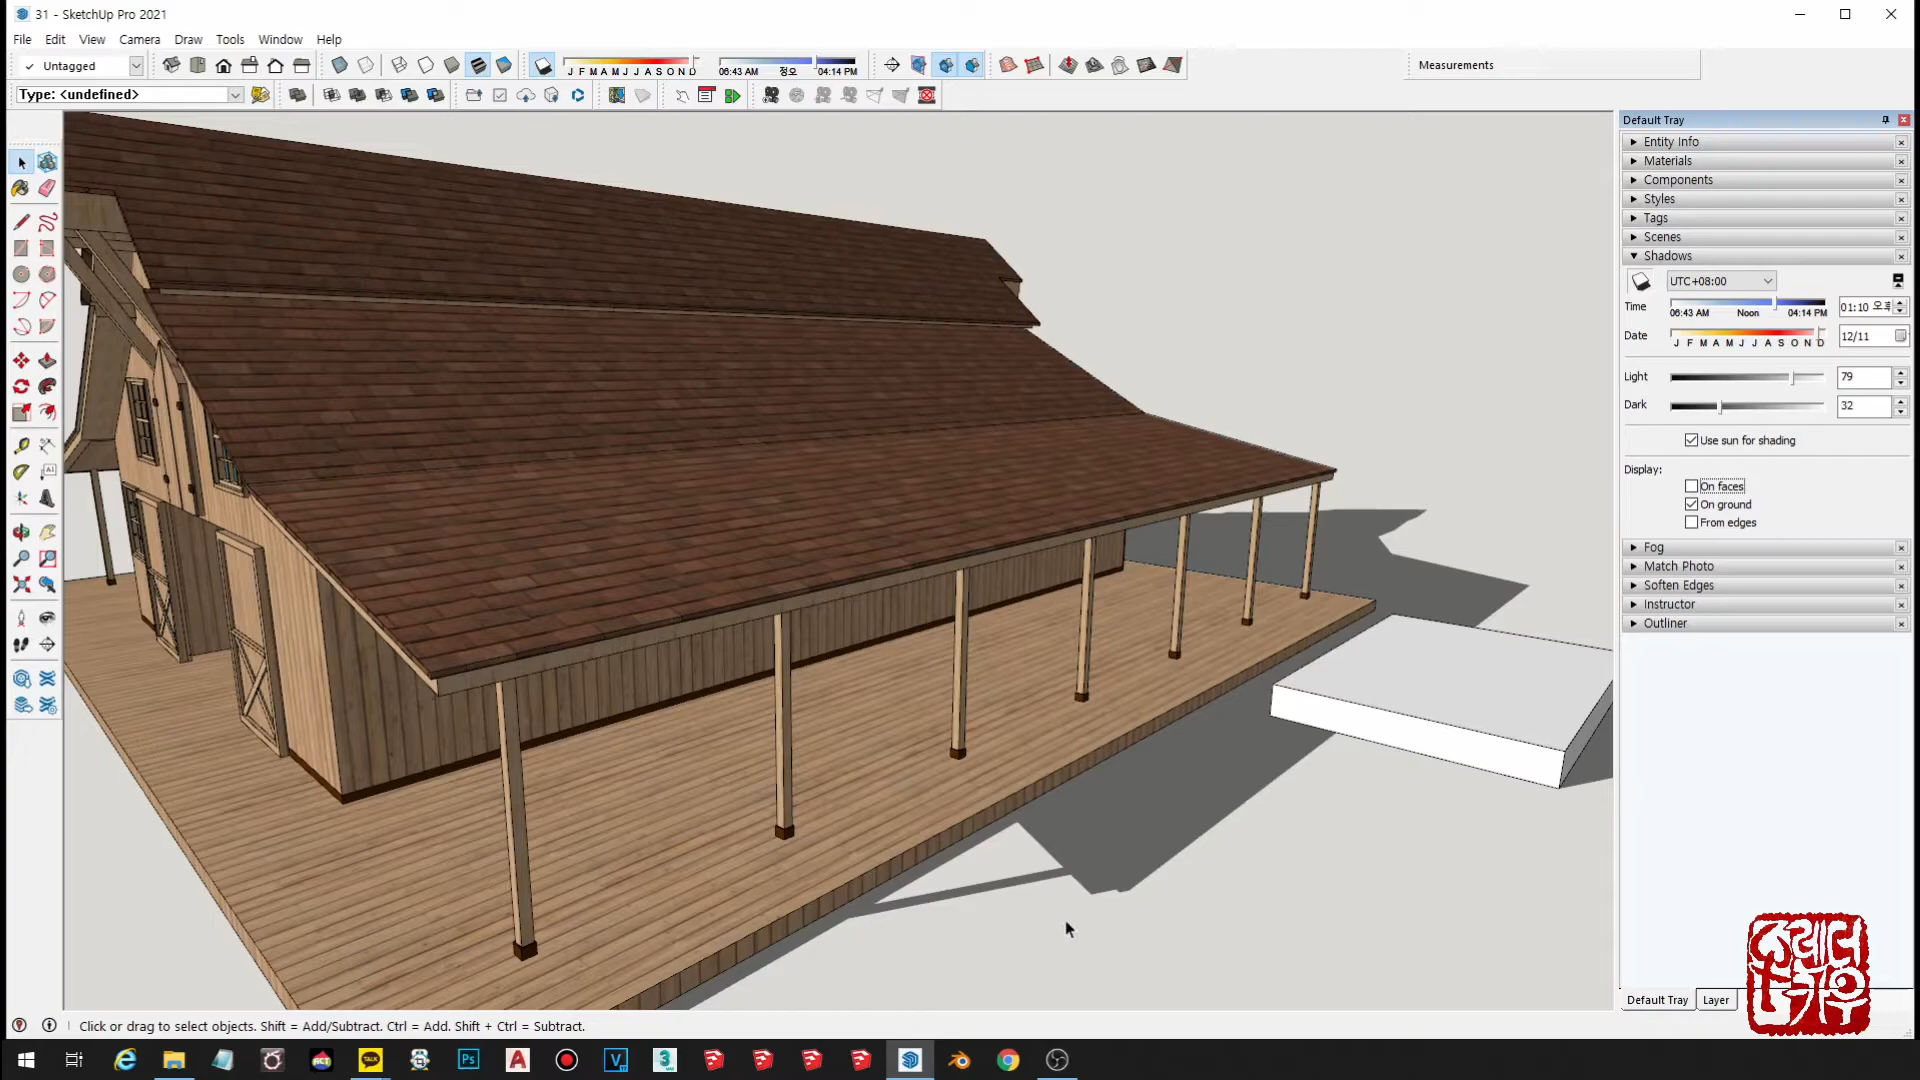 31 - SketchUp Pro 2021
File Edit View Camera Draw Tools Window Help
Untagged
J F M A M J J A S O N D
06:43 AM 정오 04:14 PM
Measurements
Type: <undefined>
Default Tray
Entity Info
Materials
Components
Styles
Tags
Scenes
Shadows
UTC+08:00
Time
06:43 AM Noon 04:14 PM
01:10 오후
Date
J F M A M J J A S O N D
12/11
Light
79
Dark
32
Use sun for shading
Display:
On faces
On ground
From edges
Fog
Match Photo
Soften Edges
Instructor
Outliner
Default Tray Layer
Click or drag to select objects. Shift = Add/Subtract. Ctrl = Add. Shift + Ctrl = Subtract.